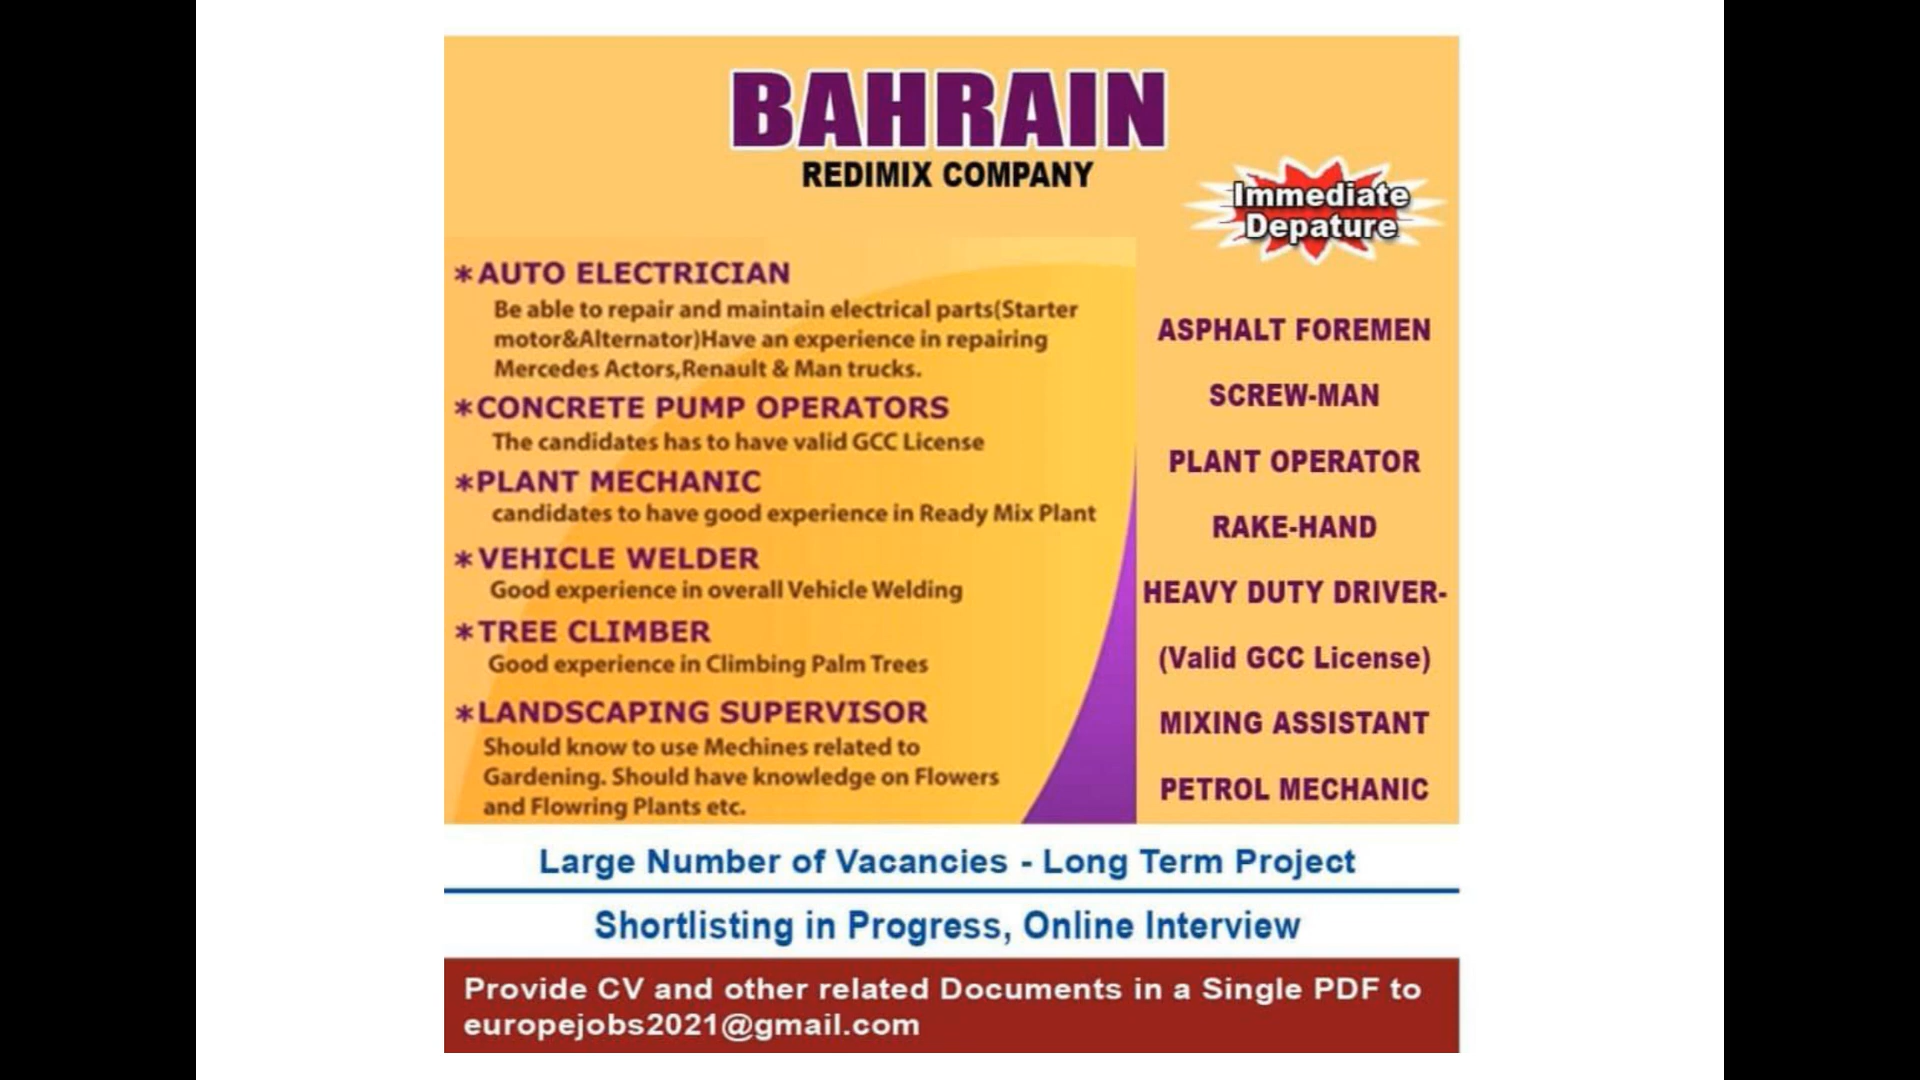 BAHRAIN
REDIMIX COMPANY
Immediate
Depature
*AUTO ELECTRICIAN
Be able to repair and maintain electrical parts(Starter
motor&Alternator)Have an experience in repairing
Mercedes Actors,Renault & Man trucks.
*CONCRETE PUMP OPERATORS
The candidates has to have valid GCC License
*PLANT MECHANIC
candidates to have good experience in Ready Mix Plant
*VEHICLE WELDER
Good experience in overall Vehicle Welding
*TREE CLIMBER
Good experience in Climbing Palm Trees
*LANDSCAPING SUPERVISOR
Should know to use Mechines related to
Gardening. Should have knowledge on Flowers
and Flowring Plants etc.
ASPHALT FOREMEN
SCREW-MAN
PLANT OPERATOR
RAKE-HAND
HEAVY DUTY DRIVER-
(Valid GCC License)
MIXING ASSISTANT
PETROL MECHANIC
Large Number of Vacancies - Long Term Project
Shortlisting in Progress, Online Interview
Provide CV and other related Documents in a Single PDF to
europejobs2021@gmail.com